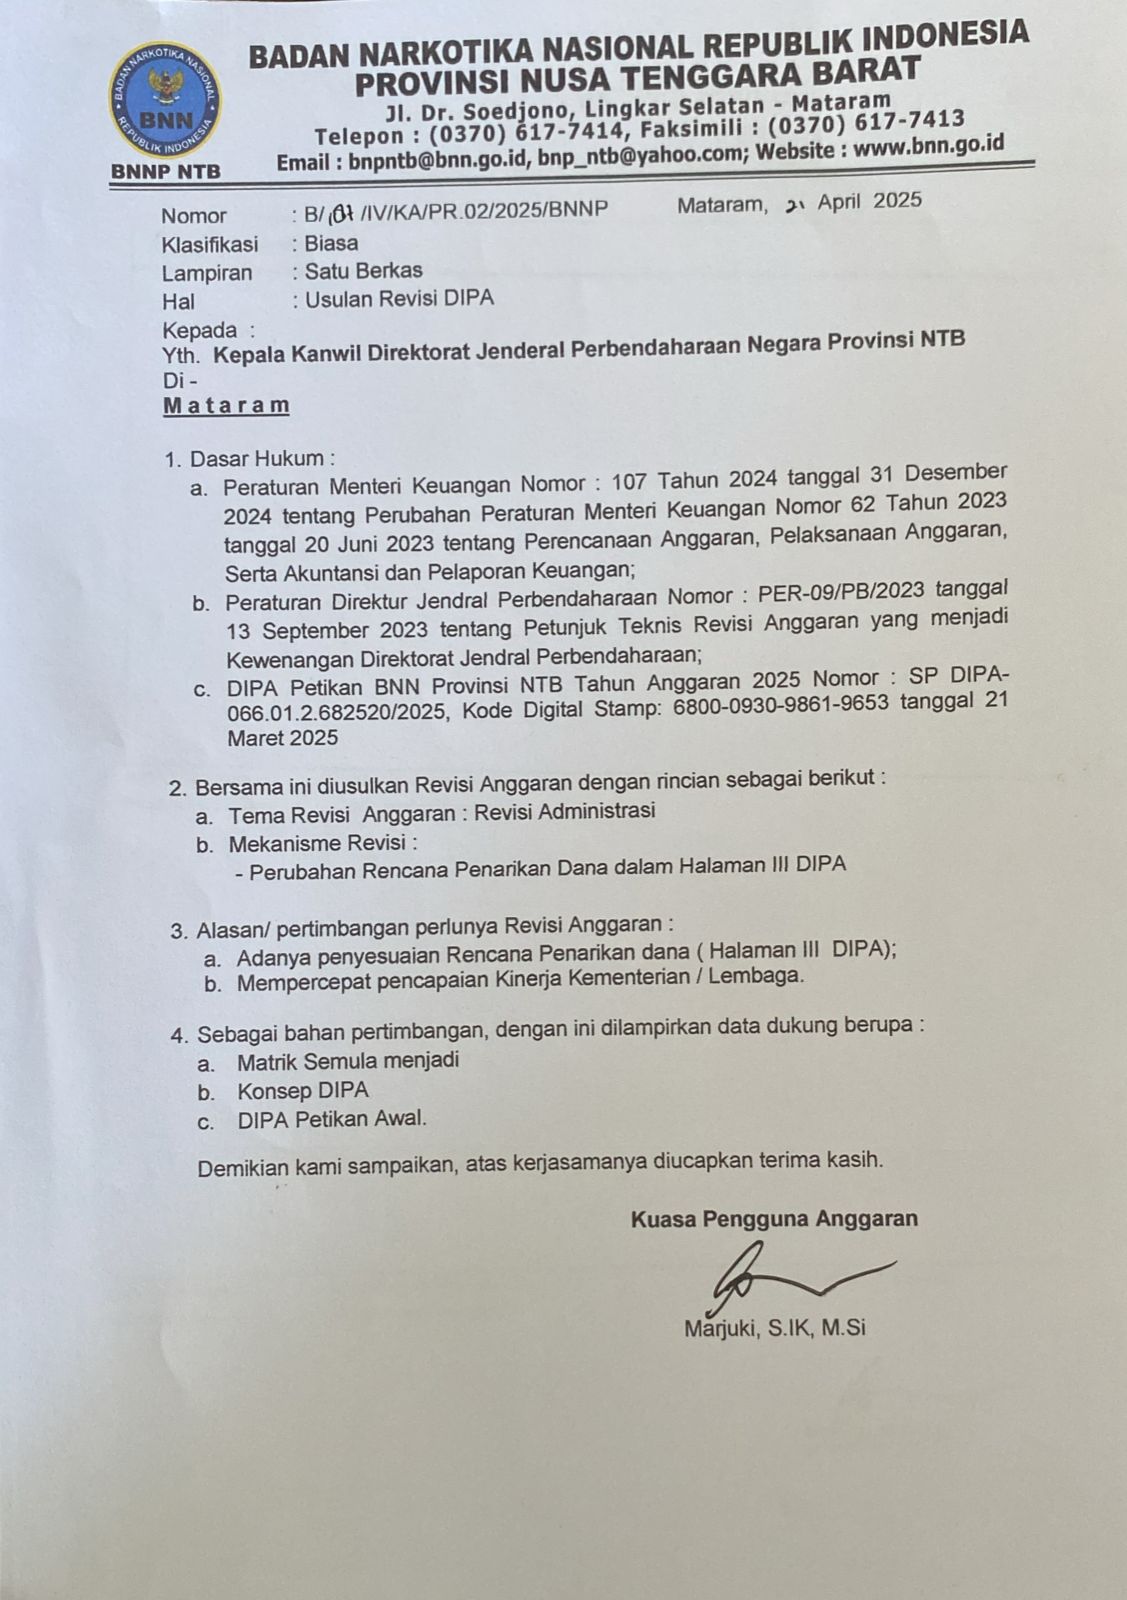 BADAN NARKOTIKA NASIONAL
BNN
REPUBLIK INDONESIA
BNNP NTB
BADAN NARKOTIKA NASIONAL REPUBLIK INDONESIA
PROVINSI NUSA TENGGARA BARAT
Jl. Dr. Soedjono, Lingkar Selatan - Mataram
Telepon : (0370) 617-7414, Faksimili : (0370) 617-7413
Email : bnpntb@bnn.go.id, bnp_ntb@yahoo.com; Website : www.bnn.go.id
Nomor : B/ /IV/KA/PR.02/2025/BNNP Mataram, 21 April 2025
Klasifikasi : Biasa
Lampiran : Satu Berkas
Hal : Usulan Revisi DIPA
Kepada :
Yth. Kepala Kanwil Direktorat Jenderal Perbendaharaan Negara Provinsi NTB
Di -
M a t a r a m
1. Dasar Hukum :
a. Peraturan Menteri Keuangan Nomor : 107 Tahun 2024 tanggal 31 Desember
2024 tentang Perubahan Peraturan Menteri Keuangan Nomor 62 Tahun 2023
tanggal 20 Juni 2023 tentang Perencanaan Anggaran, Pelaksanaan Anggaran,
Serta Akuntansi dan Pelaporan Keuangan;
b. Peraturan Direktur Jendral Perbendaharaan Nomor : PER-09/PB/2023 tanggal
13 September 2023 tentang Petunjuk Teknis Revisi Anggaran yang menjadi
Kewenangan Direktorat Jendral Perbendaharaan;
c. DIPA Petikan BNN Provinsi NTB Tahun Anggaran 2025 Nomor : SP DIPA-
066.01.2.682520/2025, Kode Digital Stamp: 6800-0930-9861-9653 tanggal 21
Maret 2025
2. Bersama ini diusulkan Revisi Anggaran dengan rincian sebagai berikut :
a. Tema Revisi Anggaran : Revisi Administrasi
b. Mekanisme Revisi :
- Perubahan Rencana Penarikan Dana dalam Halaman III DIPA
3. Alasan/ pertimbangan perlunya Revisi Anggaran :
a. Adanya penyesuaian Rencana Penarikan dana ( Halaman III DIPA);
b. Mempercepat pencapaian Kinerja Kementerian / Lembaga.
4. Sebagai bahan pertimbangan, dengan ini dilampirkan data dukung berupa :
a. Matrik Semula menjadi
b. Konsep DIPA
c. DIPA Petikan Awal.
Demikian kami sampaikan, atas kerjasamanya diucapkan terima kasih.
Kuasa Pengguna Anggaran
Marjuki, S.IK, M.Si